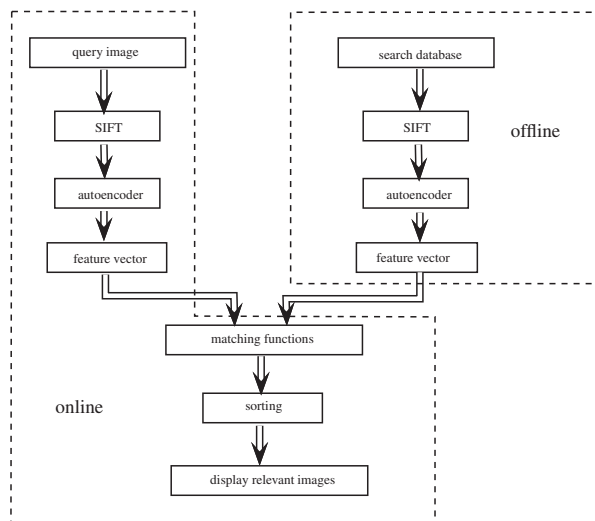 query image
SIFT
autoencoder
feature vector
search database
SIFT
autoencoder
feature vector
offline
matching functions
sorting
display relevant images
online